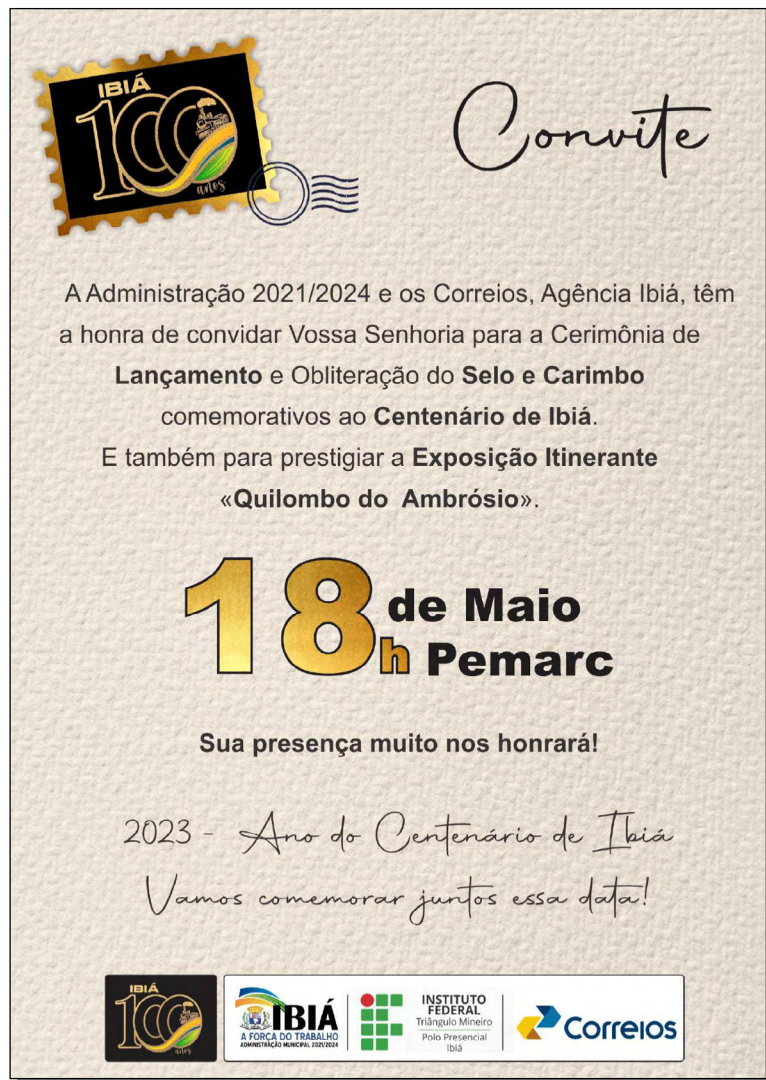 IBIÁ
100
anos
Convite
A Administração 2021/2024 e os Correios, Agência Ibiá, têm
a honra de convidar Vossa Senhoria para a Cerimônia de
Lançamento e Obliteração do Selo e Carimbo
comemorativos ao Centenário de Ibiá.
E também para prestigiar a Exposição Itinerante
«Quilombo do Ambrósio».
18 de Maio
h Pemarc
Sua presença muito nos honrará!
2023 - Ano do Centenário de Ibiá
Vamos comemorar juntos essa data!
IBIÁ
100
anos
IBIÁ
A FORÇA DO TRABALHO
ADMINISTRAÇÃO MUNICIPAL 2021/2024
INSTITUTO
FEDERAL
Triângulo Mineiro
Polo Presencial
Ibiá
Correios